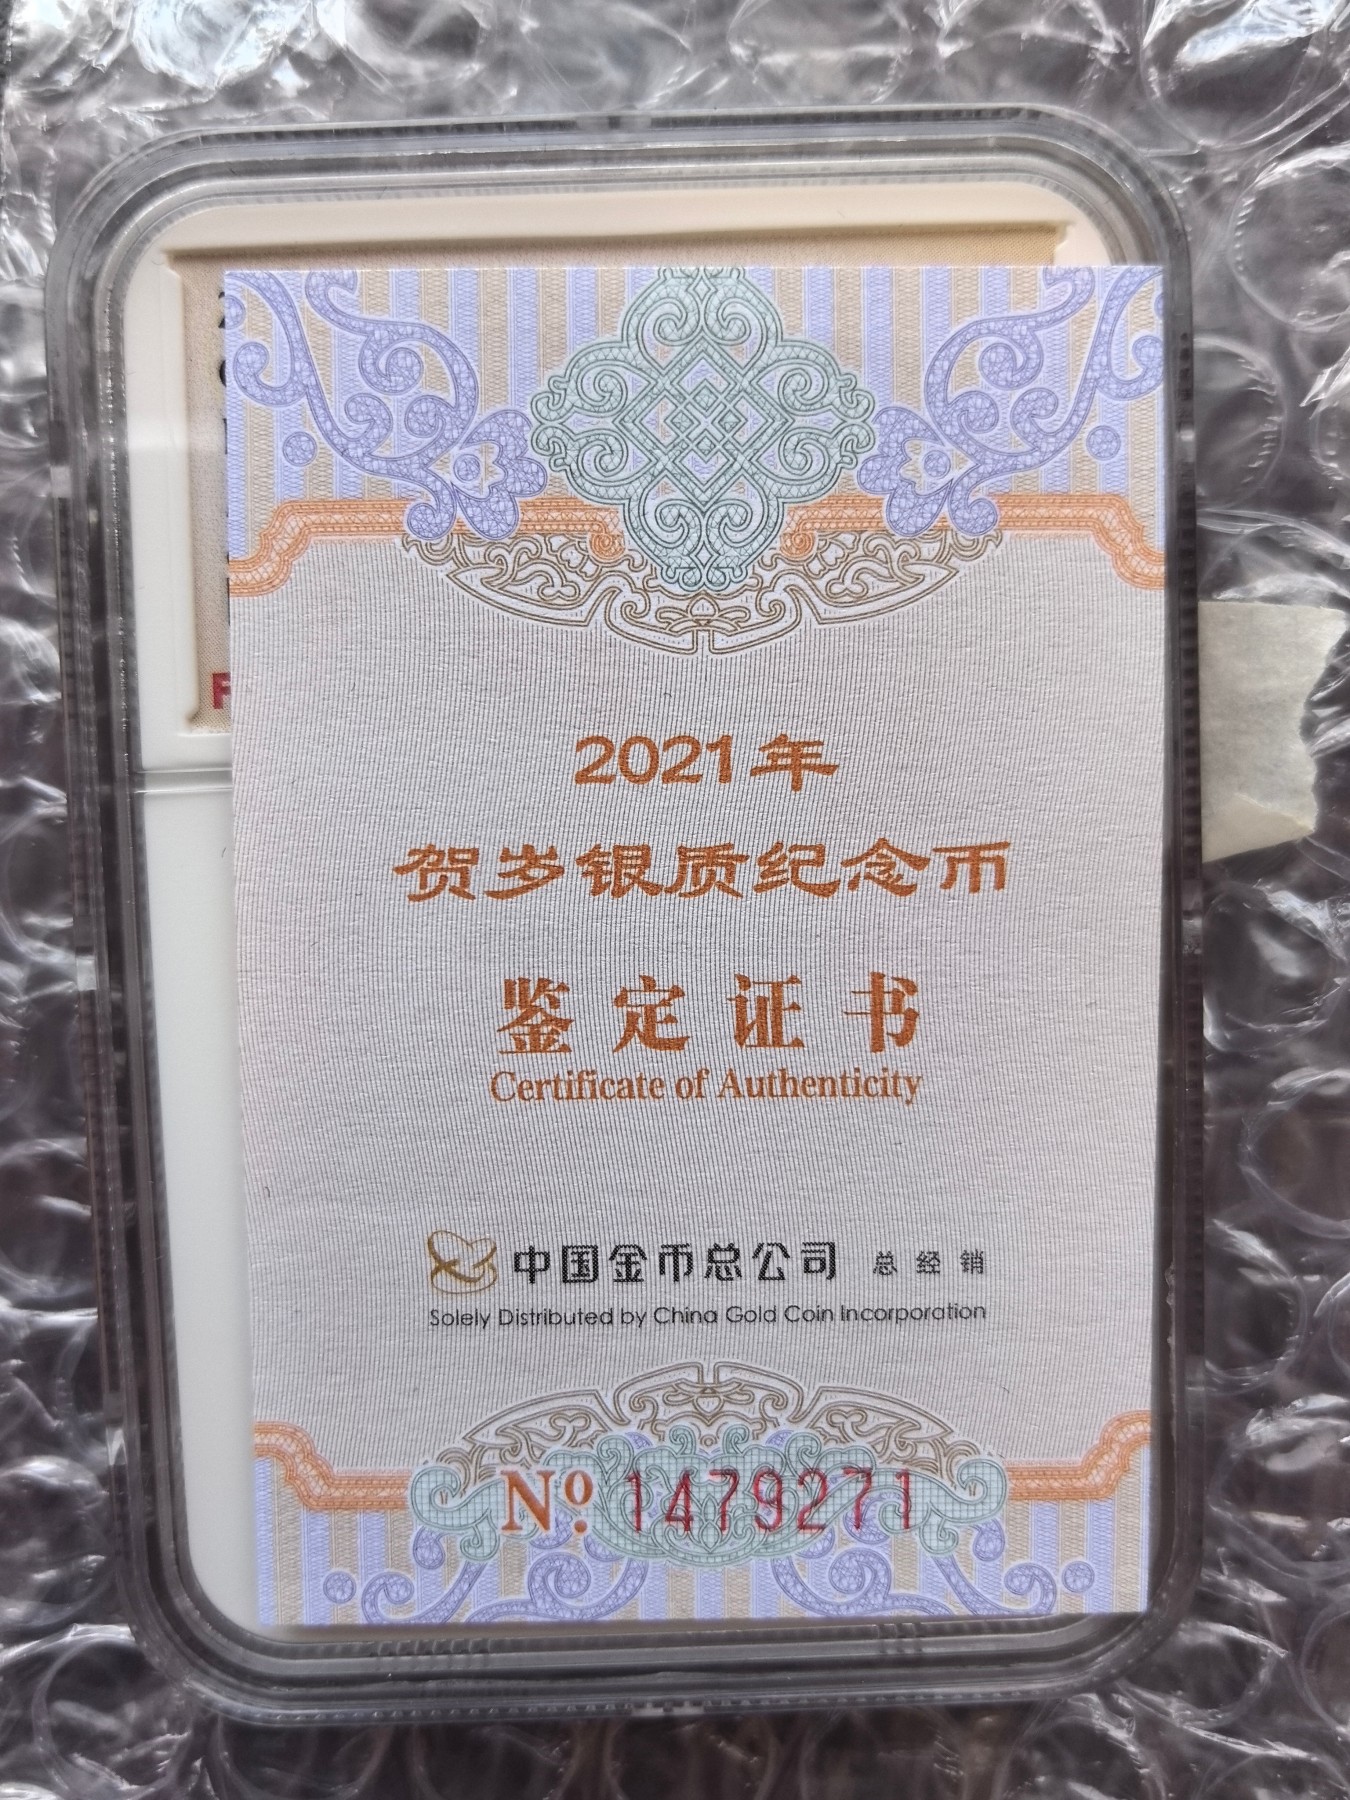 2021年
贺岁银质纪念币
鉴定证书
Certificate of Authenticity
中国金币总公司 总经销
Solely Distributed by China Gold Coin Incorporation
№ 1479271